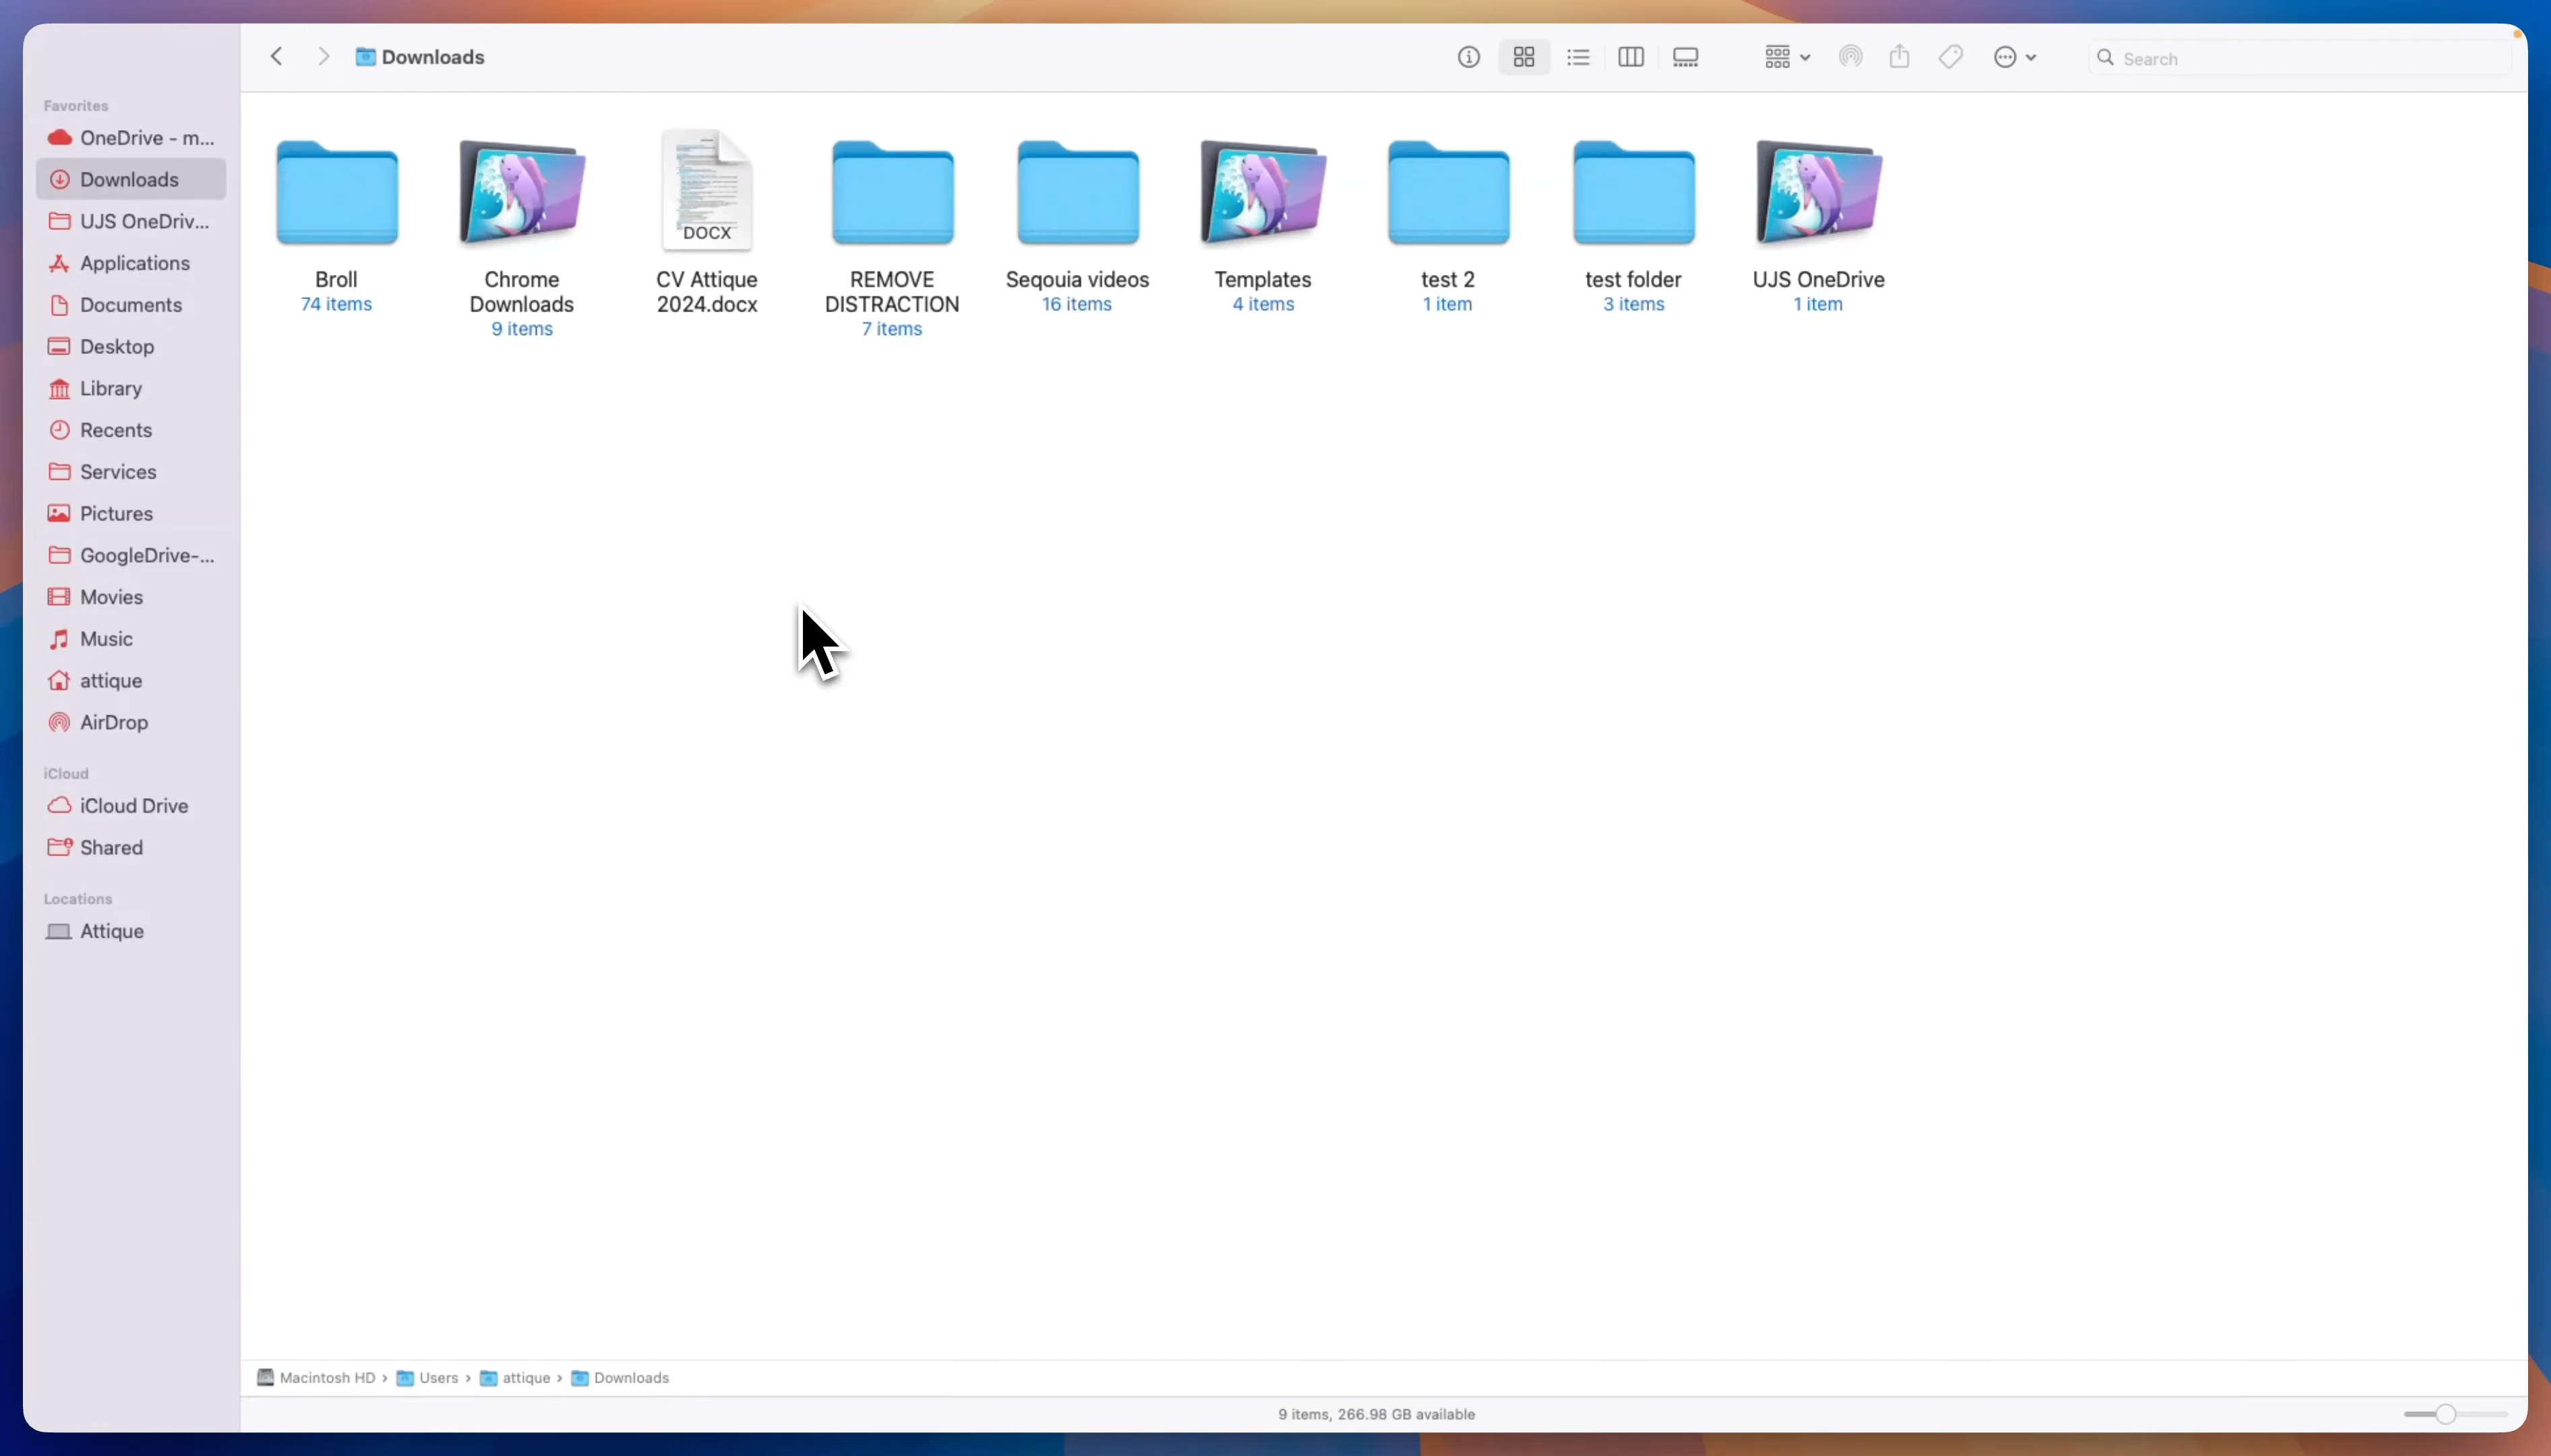 Downloads
Search
Favorites
OneDrive - m...
Downloads
UJS OneDriv...
Applications
Documents
Desktop
Library
Recents
Services
Pictures
GoogleDrive-...
Movies
Music
attique
AirDrop
iCloud
iCloud Drive
Shared
Locations
Attique
Broll
74 items
Chrome
Downloads
9 items
DOCX
CV Attique
2024.docx
REMOVE
DISTRACTION
7 items
Seqouia videos
16 items
Templates
4 items
test 2
1 item
test folder
3 items
UJS OneDrive
1 item
Macintosh HD › Users › attique › Downloads
9 items, 266.98 GB available